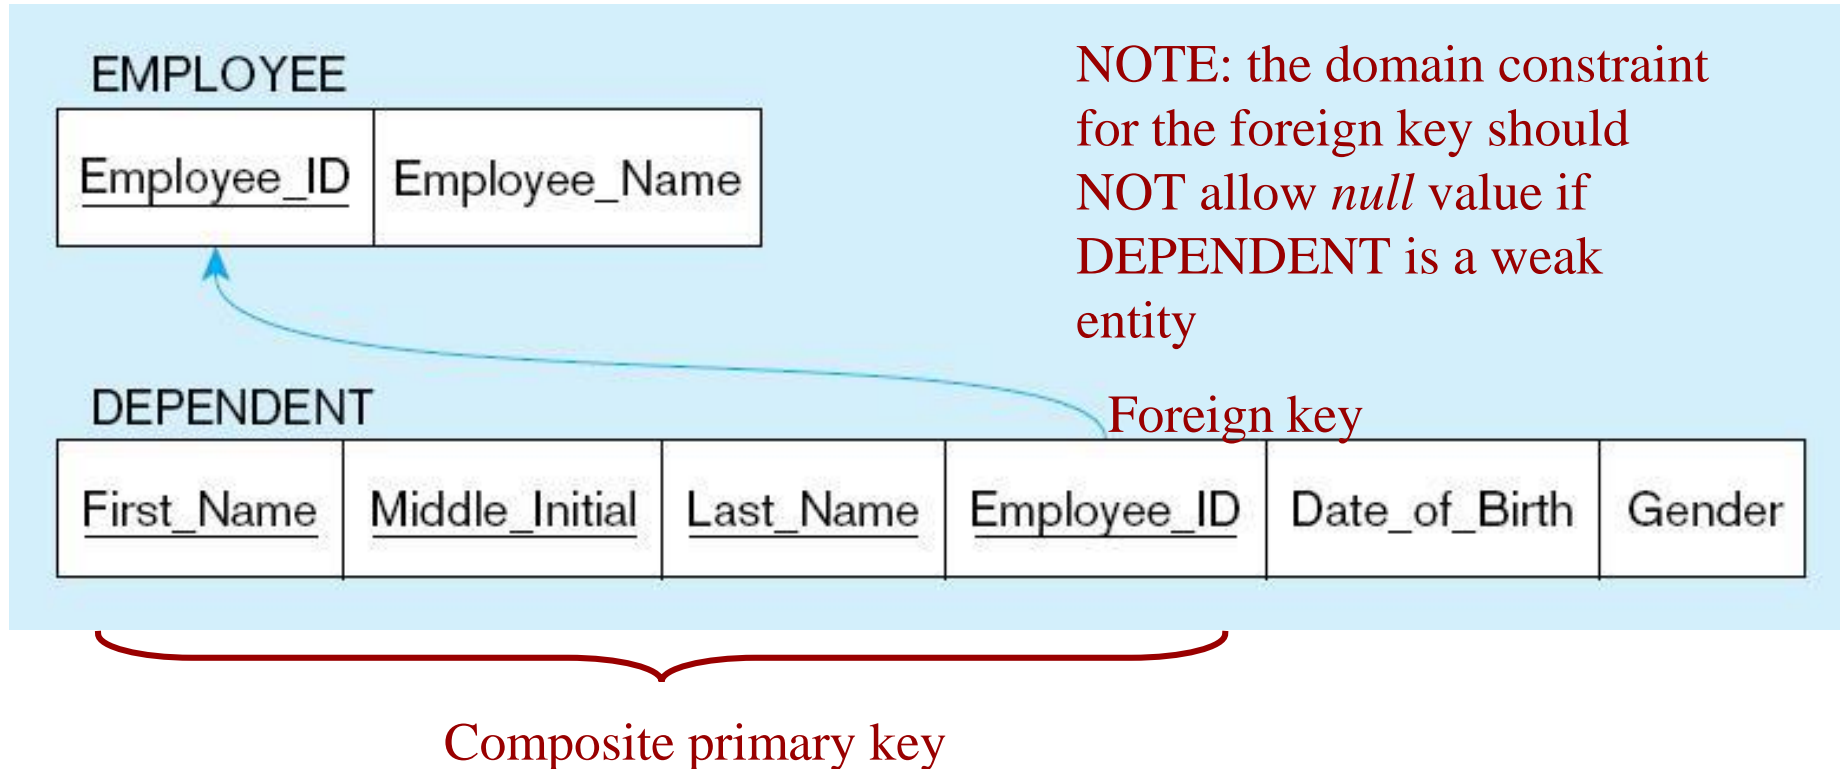 EMPLOYEE
Employee_ID Employee_Name
NOTE: the domain constraint
for the foreign key should
NOT allow null value if
DEPENDENT is a weak
entity
DEPENDENT
Foreign key
First_Name Middle_Initial Last_Name Employee_ID Date_of_Birth Gender
Composite primary key